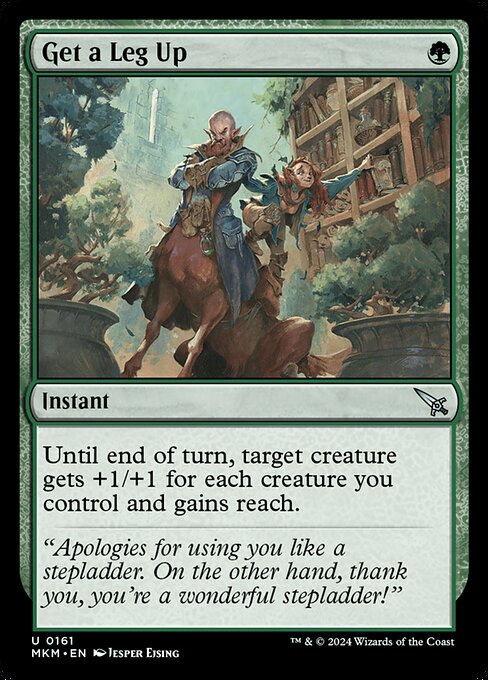 Get a Leg Up
Instant
Until end of turn, target creature
gets +1/+1 for each creature you
control and gains reach.
“Apologies for using you like a
stepladder. On the other hand, thank
you, you’re a wonderful stepladder!”
U 0161
MKM • EN Jesper Eising
™ & © 2024 Wizards of the Coast